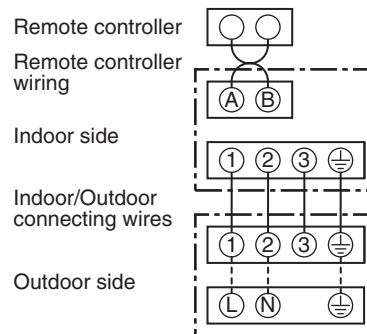 Remote controller
Remote controller
wiring
A B
Indoor side
1 2 3
Indoor/Outdoor
connecting wires
1 2 3
Outdoor side
L N